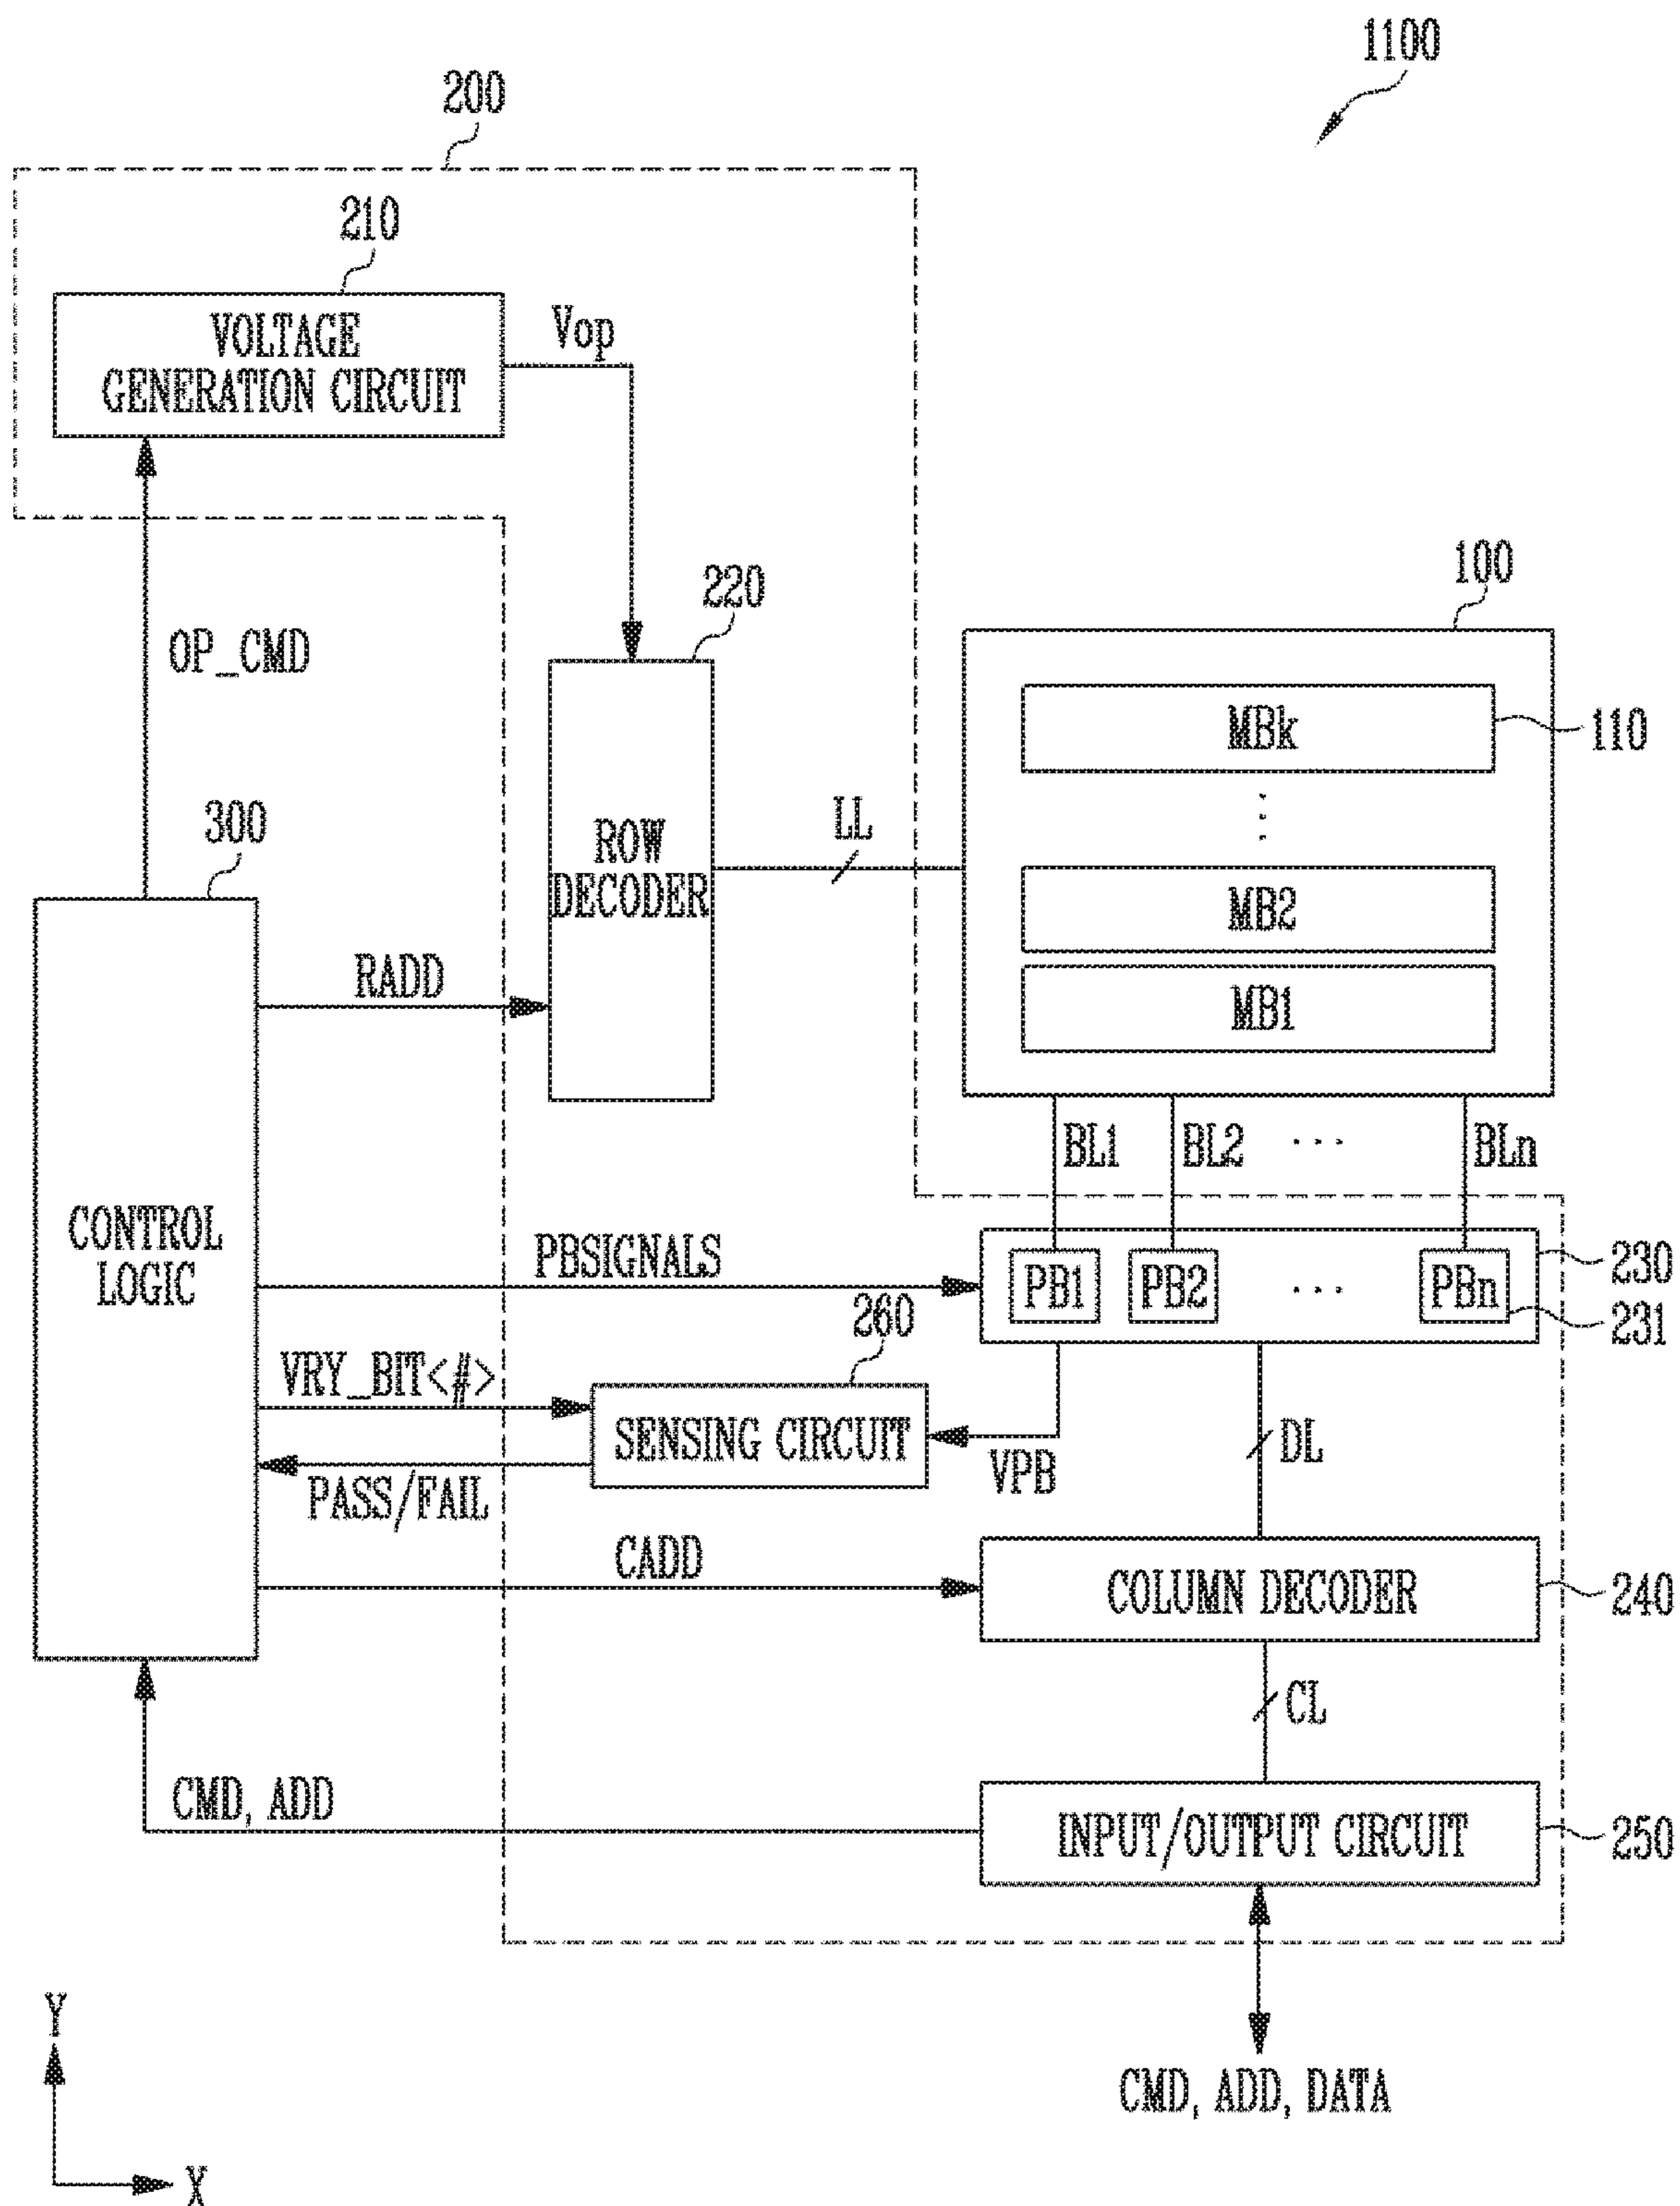 1100
200
210
VOLTAGE
GENERATION CIRCUIT
Vop
OP_CMD
220
100
MBk
110
300
ROW
DECODER
LL
MB2
RADD
MB1
BL1 BL2 ... BLn
CONTROL
LOGIC
PBSIGNALS
PB1 PB2 ... PBn
230
231
260
VRY_BIT<#>
SENSING CIRCUIT
PASS/FAIL
VPB
DL
CADD
COLUMN DECODER
240
CL
CMD, ADD
INPUT/OUTPUT CIRCUIT
250
Y
X
CMD, ADD, DATA